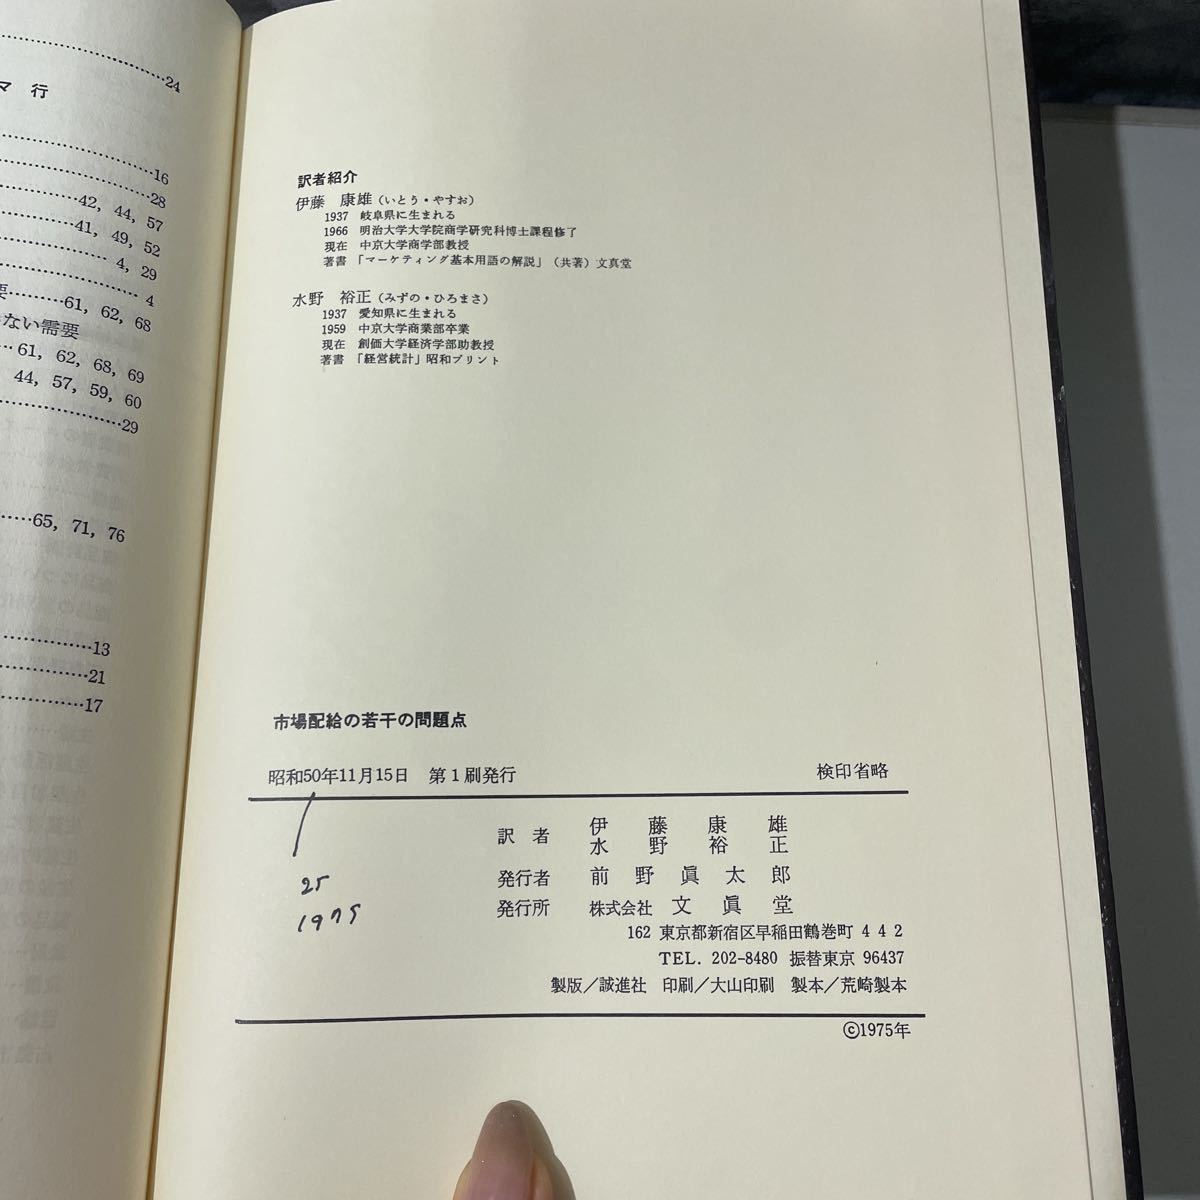 ……24
マ行
……16
……28
……42, 44, 57
……41, 49, 52
……4, 29
……4
要……61, 62, 68
ない需要
……61, 62, 68, 69
44, 57, 59, 60
……29
……65, 71, 76
……13
……21
……17
訳者紹介
伊藤 康雄（いとう・やすお）
1937 岐阜県に生まれる
1966 明治大学大学院商学研究科博士課程修了
現在 中京大学商学部教授
著書 「マーケティング基本用語の解説」（共著）文真堂
水野 裕正（みずの・ひろまさ）
1937 愛知県に生まれる
1959 中京大学商業部卒業
現在 創価大学経済学部助教授
著書 「経営統計」昭和プリント
市場配給の若干の問題点
昭和50年11月15日 第1刷発行 検印省略
25
1975
訳者 伊藤康雄
水野裕正
発行者 前野眞太郎
発行所 株式会社 文眞堂
162 東京都新宿区早稲田鶴巻町 442
TEL. 202-8480 振替東京 96437
製版／誠進社 印刷／大山印刷 製本／荒崎製本
©1975年